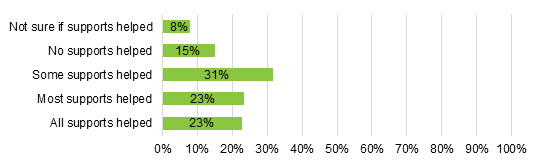 Not sure if supports helped 8%
No supports helped 15%
Some supports helped 31%
Most supports helped 23%
All supports helped 23%
0% 10% 20% 30% 40% 50% 60% 70% 80% 90% 100%